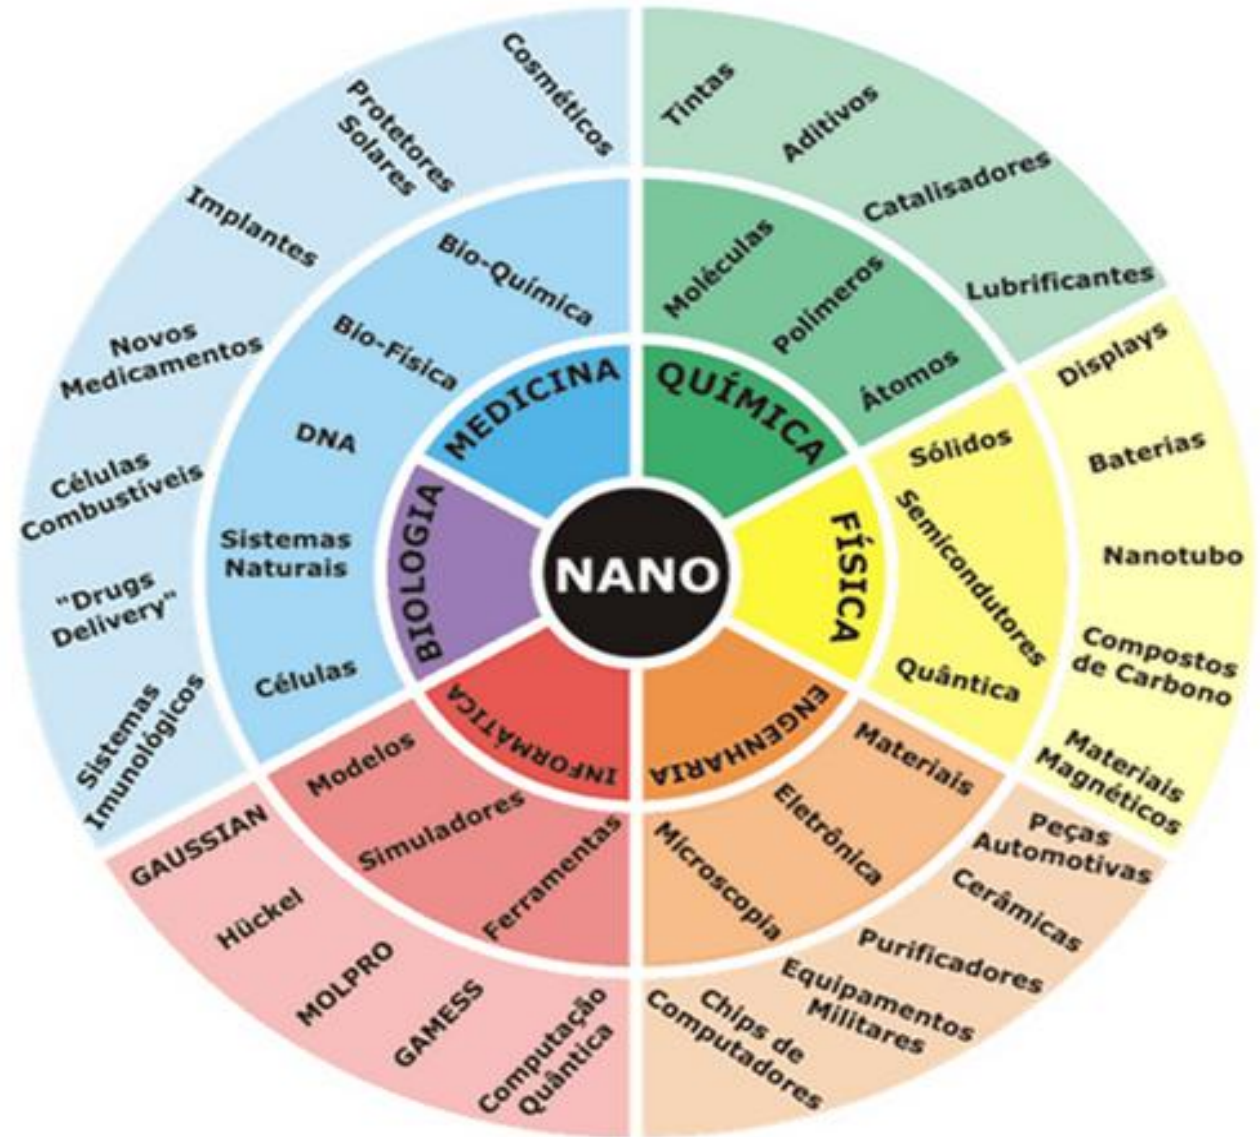 NANO
MEDICINA
QUÍMICA
FÍSICA
ENGENHARIA
INFORMÁTICA
BIOLOGIA
Bio-Química
Bio-Física
DNA
Sistemas
Naturais
Células
Moléculas
Polímeros
Átomos
Sólidos
Semicondutores
Quântica
Materiais
Eletrônica
Microscopia
Ferramentas
Simuladores
Modelos
Cosméticos
Protetores
Solares
Implantes
Novos
Medicamentos
Células
Combustíveis
"Drugs
Delivery"
Sistemas
Imunológicos
Tintas
Aditivos
Catalisadores
Lubrificantes
Displays
Baterias
Nanotubo
Compostos
de Carbono
Materiais
Magnéticos
Peças
Automotivas
Cerâmicas
Purificadores
Equipamentos
Militares
Chips de
Computadores
Computação
Quântica
GAMESS
MOLPRO
Hückel
GAUSSIAN